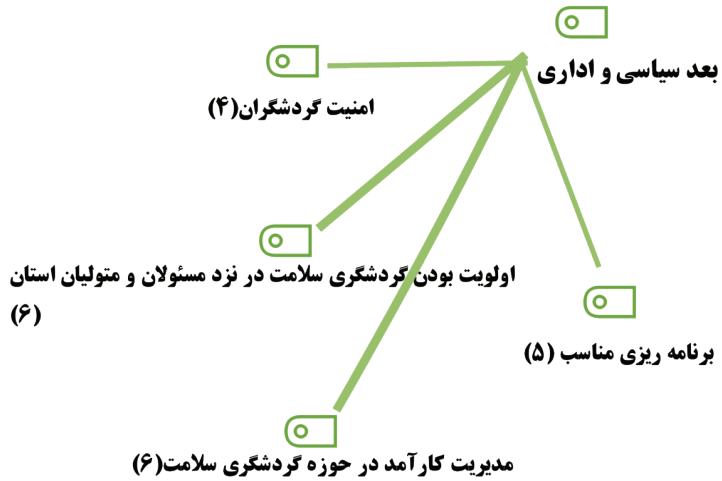 بعد سیاسی و اداری
امنیت گردشگران(۴)
اولویت بودن گردشگری سلامت در نزد مسئولان و متولیان استان
(۶)
برنامه ریزی مناسب (۵)
مدیریت کارآمد در حوزه گردشگری سلامت(۶)